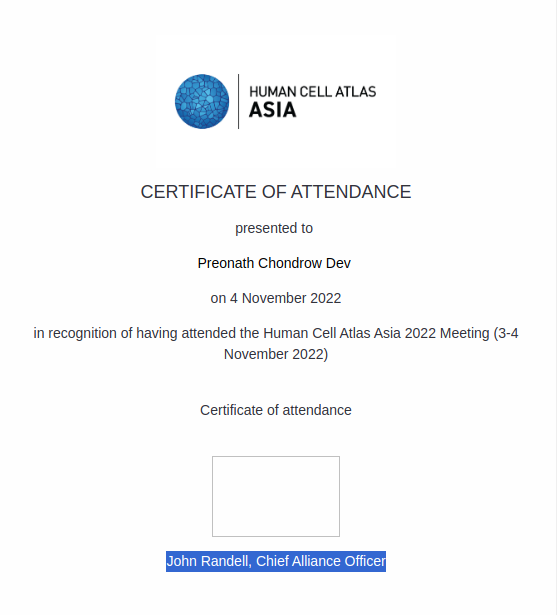 HUMAN CELL ATLAS
ASIA
CERTIFICATE OF ATTENDANCE
presented to
Preonath Chondrow Dev
on 4 November 2022
in recognition of having attended the Human Cell Atlas Asia 2022 Meeting (3-4
November 2022)
Certificate of attendance
John Randell, Chief Alliance Officer